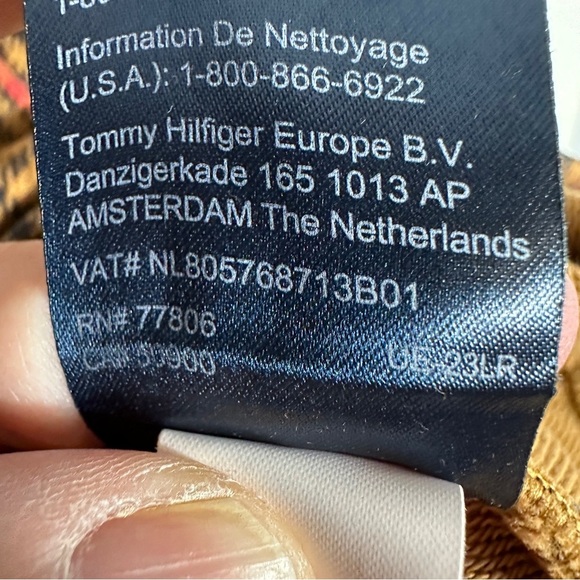 Information De Nettoyage
(U.S.A.): 1-800-866-6922
Tommy Hilfiger Europe B.V.
Danzigerkade 165 1013 AP
AMSTERDAM The Netherlands
VAT# NL805768713B01
RN# 77806
CA#